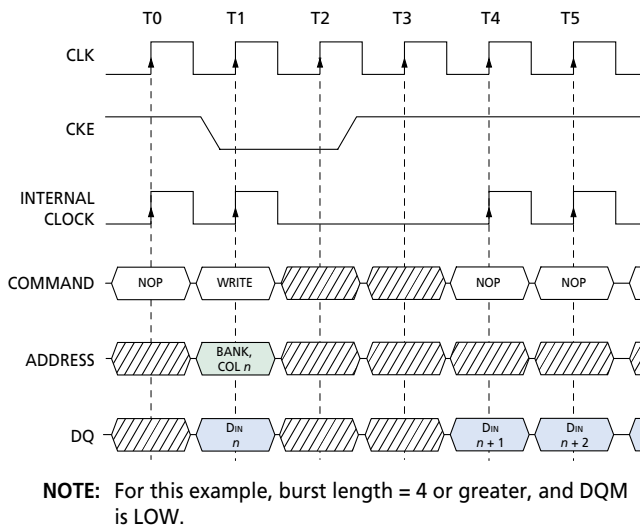 T0 T1 T2 T3 T4 T5
CLK
CKE
INTERNAL
CLOCK
COMMAND NOP WRITE NOP NOP
ADDRESS BANK,
COL n
DQ DIN
n DIN
n + 1 DIN
n + 2
NOTE: For this example, burst length = 4 or greater, and DQM
is LOW.